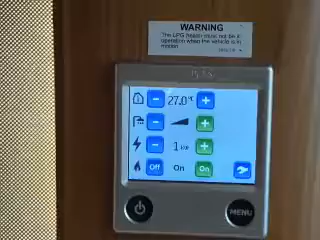 WARNING
The LPG heater must not be in
operation when the vehicle is in
motion
27.0 °C
1 kW
Off On On
MENU